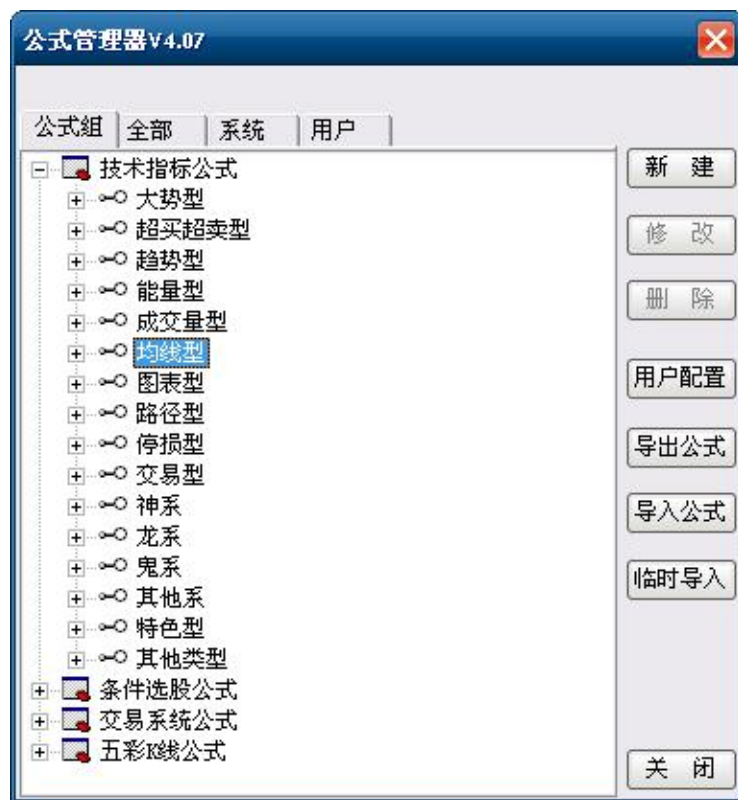 公式管理器V4.07
公式组 全部 系统 用户
技术指标公式
大势型
超买超卖型
趋势型
能量型
成交量型
均线型
图表型
路径型
停损型
交易型
神系
龙系
鬼系
其他系
特色型
其他类型
条件选股公式
交易系统公式
五彩K线公式
新 建
修 改
删 除
用户配置
导出公式
导入公式
临时导入
关 闭